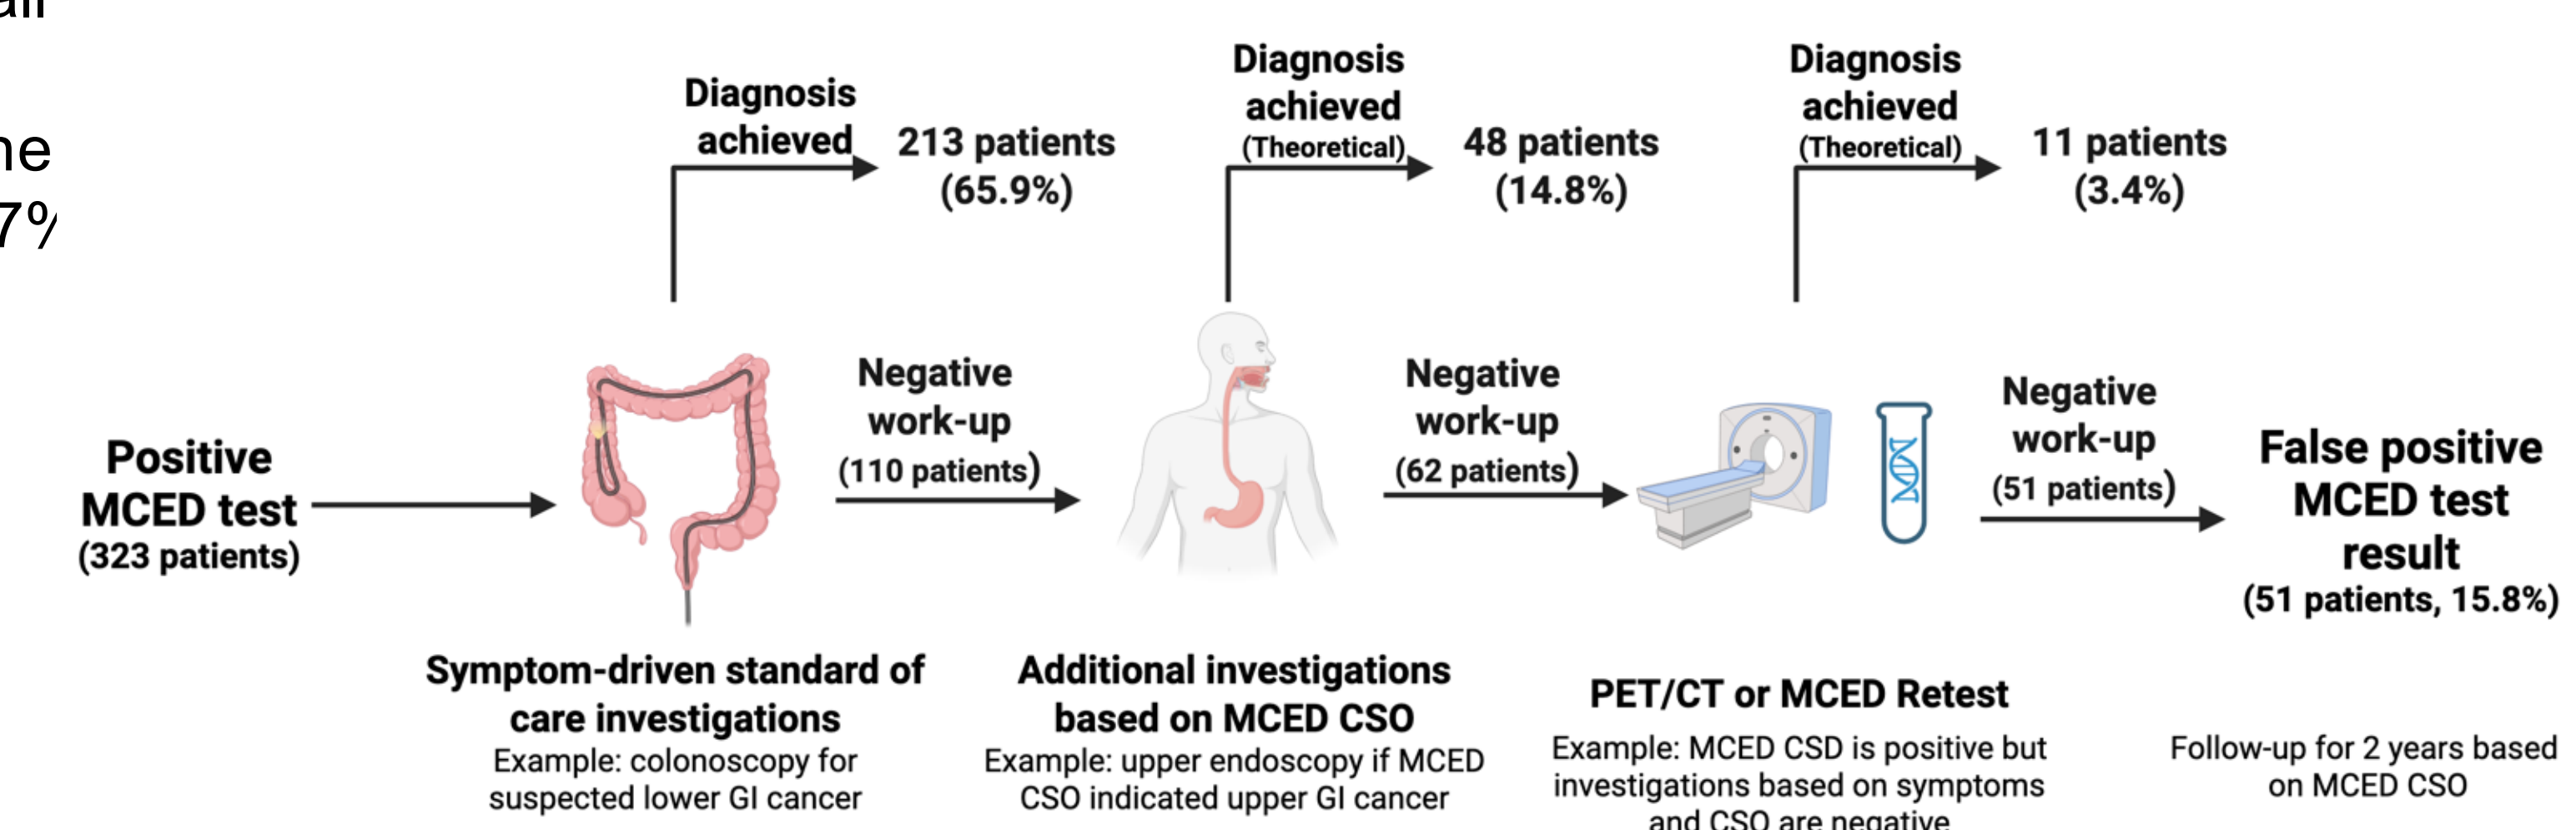 7%
Diagnosis
achieved
213 patients
(65.9%)
Diagnosis
achieved
(Theoretical)
48 patients
(14.8%)
Diagnosis
achieved
(Theoretical)
11 patients
(3.4%)
Positive
MCED test
(323 patients)
Negative
work-up
(110 patients)
Negative
work-up
(62 patients)
Negative
work-up
(51 patients)
False positive
MCED test
result
(51 patients, 15.8%)
Symptom-driven standard of
care investigations
Example: colonoscopy for
suspected lower GI cancer
Additional investigations
based on MCED CSO
Example: upper endoscopy if MCED
CSO indicated upper GI cancer
PET/CT or MCED Retest
Example: MCED CSD is positive but
investigations based on symptoms
and CSO are negative
Follow-up for 2 years based
on MCED CSO